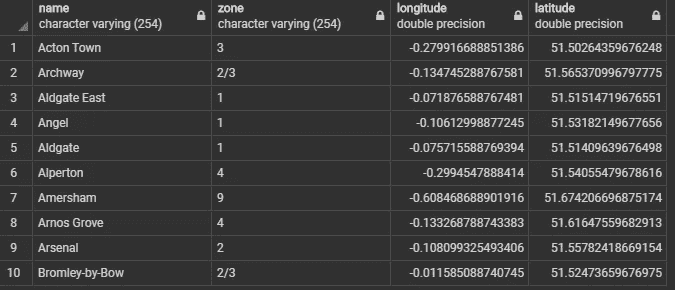 name zone longitude latitude
character varying (254) character varying (254) double precision double precision
1 Acton Town 3 -0.279916688851386 51.50264359676248
2 Archway 2/3 -0.134745288767581 51.565370996797775
3 Aldgate East 1 -0.071876588767481 51.51514719676551
4 Angel 1 -0.10612998877245 51.53182149677656
5 Aldgate 1 -0.075715588769394 51.51409639676498
6 Alperton 4 -0.2994547888414 51.54055479678616
7 Amersham 9 -0.608468688901916 51.674206696875174
8 Arnos Grove 4 -0.133268788743383 51.61647559682913
9 Arsenal 2 -0.108099325493406 51.55782418669154
10 Bromley-by-Bow 2/3 -0.011585088740745 51.52473659676975